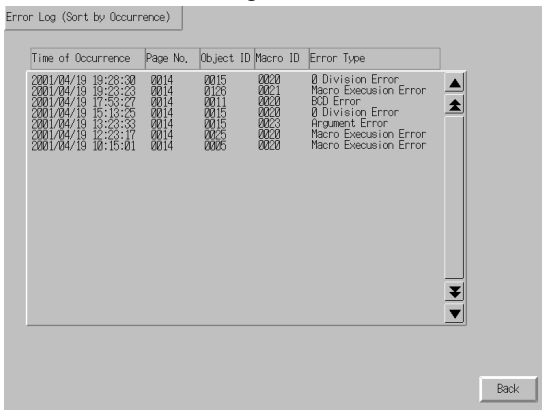 Error Log (Sort by Occurrence)
Time of Occurrence Page No. Object ID Macro ID Error Type
2001/04/19 19:28:30 0014 0015 0020 0 Division Error
2001/04/19 19:23:23 0014 0126 0021 Macro Execusion Error
2001/04/19 17:53:27 0014 0011 0020 BCD Error
2001/04/19 15:13:25 0014 0015 0020 0 Division Error
2001/04/19 13:23:33 0014 0015 0023 Argument Error
2001/04/19 12:23:17 0014 0025 0020 Macro Execusion Error
2001/04/19 10:15:01 0014 0005 0020 Macro Execusion Error
Back